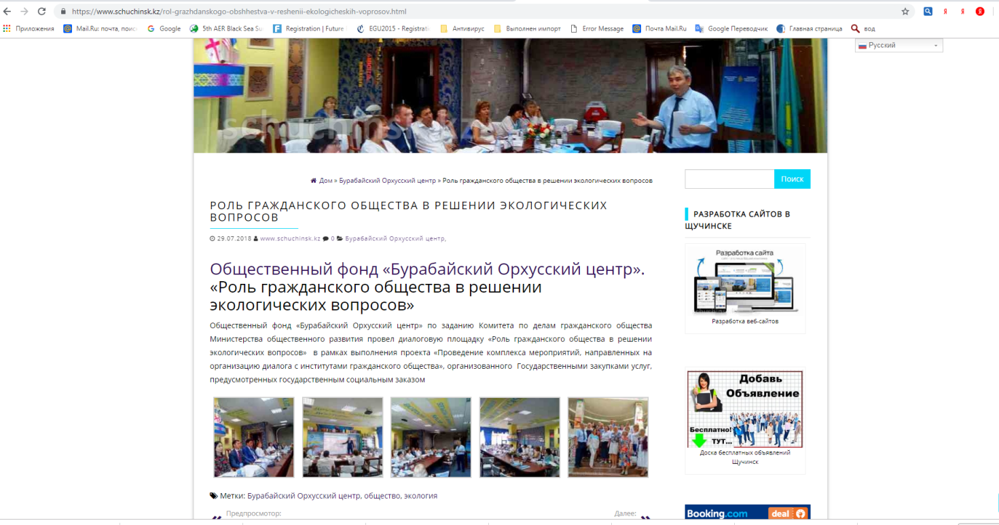 https://www.schuchinsk.kz/rol-grazhdanskogo-obshhestva-v-reshenii-ekologicheskih-voprosov.html
Приложения
Mail.Ru: почта, поис
Google
5th AER Black Sea Su
Registration | Future
EGU2015 - Registrati
Антивирус
Выполнен импорт
Error Message
Почта Mail.Ru
Google Переводчик
Главная страница
вод
Русский
schuchinsk.kz
Дом » Бурабайский Орхусский центр » Роль гражданского общества в решении экологических вопросов
РОЛЬ ГРАЖДАНСКОГО ОБЩЕСТВА В РЕШЕНИИ ЭКОЛОГИЧЕСКИХ
ВОПРОСОВ
29.07.2018 www.schuchinsk.kz 0 Бурабайский Орхусский центр,
Общественный фонд «Бурабайский Орхусский центр».
«Роль гражданского общества в решении
экологических вопросов»
Общественный фонд «Бурабайский Орхусский центр» по заданию Комитета по делам гражданского общества
Министерства общественного развития провел диалоговую площадку «Роль гражданского общества в решении
экологических вопросов» в рамках выполнения проекта «Проведение комплекса мероприятий, направленных на
организацию диалога с институтами гражданского общества», организованного Государственными закупками услуг,
предусмотренных государственным социальным заказом
Метки: Бурабайский Орхусский центр, общество, экология
Предпросмотр:
Далее:
Поиск
РАЗРАБОТКА САЙТОВ В
ЩУЧИНСКЕ
Разработка сайта
Разработка веб-сайтов
Добавь
Объявление
Бесплатно!
ТУТ...
Доска бесплатных объявлений
Щучинск
Booking.com
deal